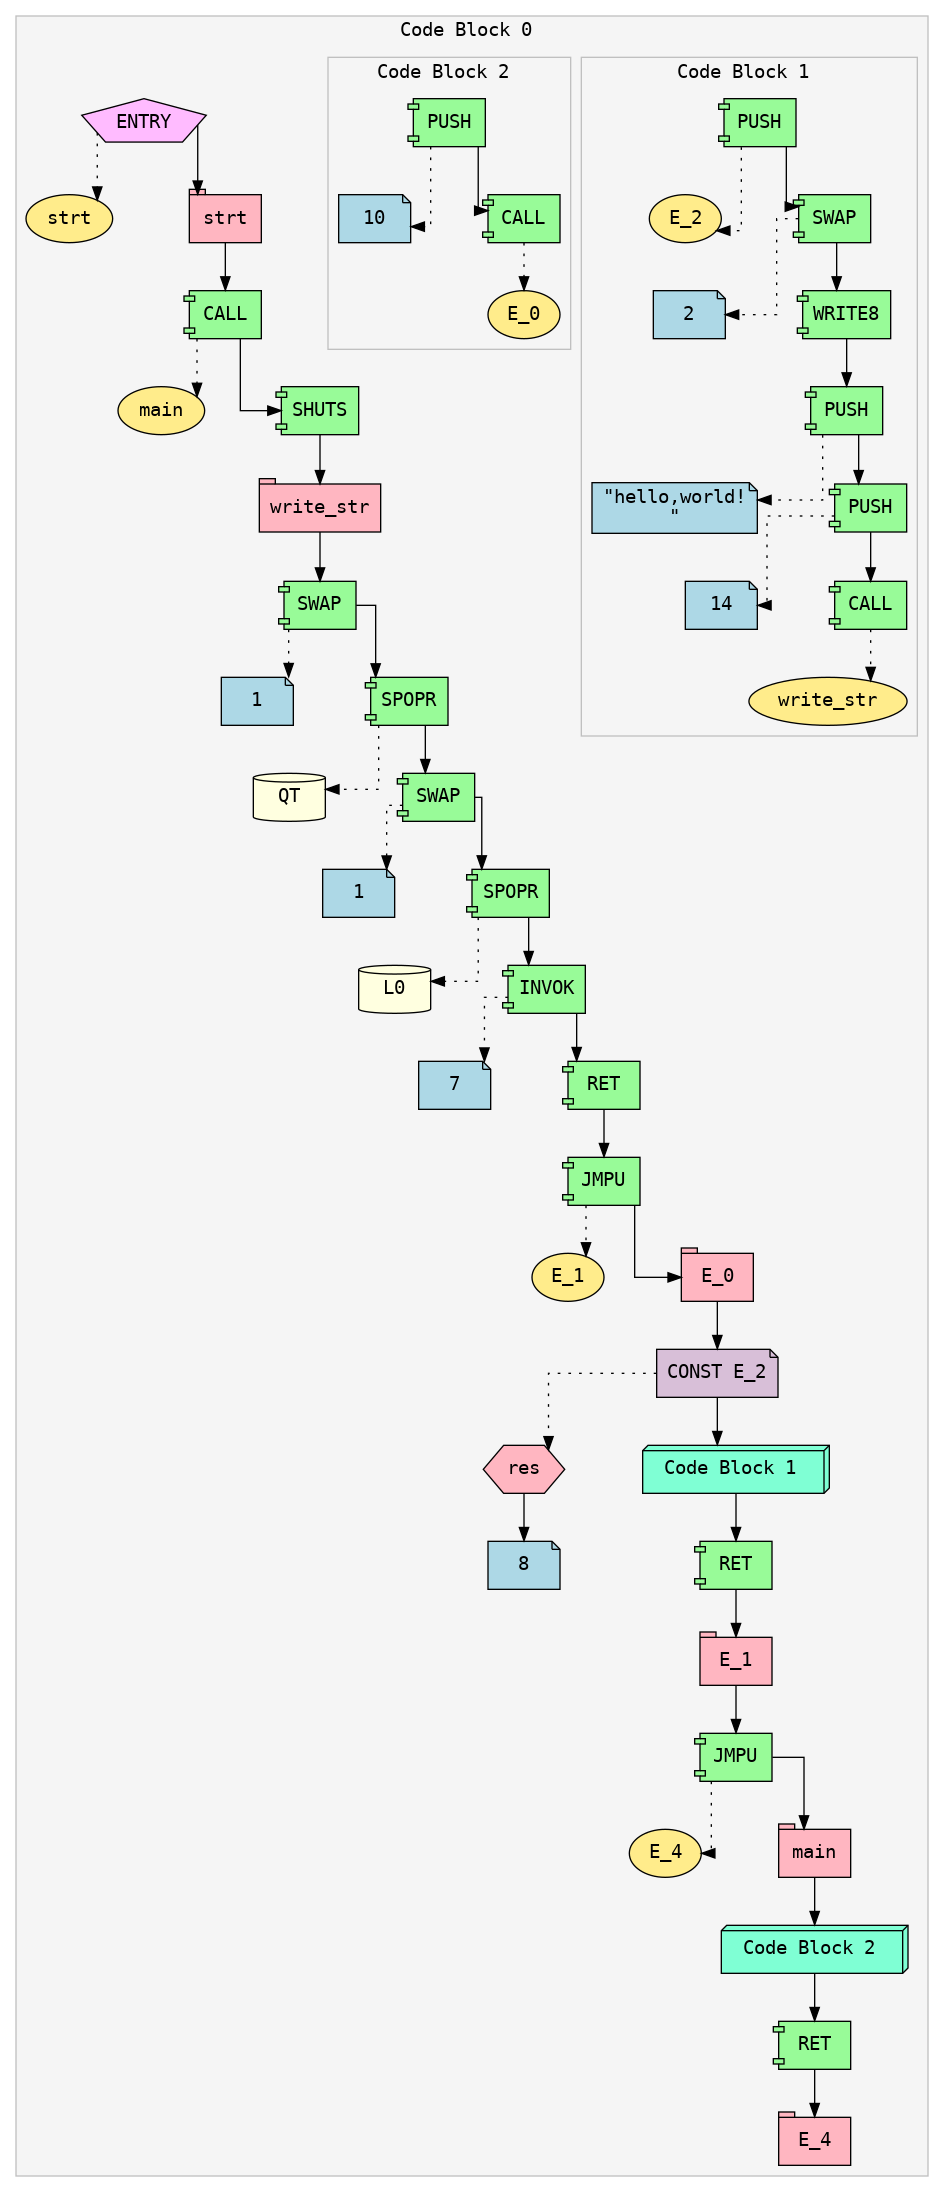 Code Block 0
Code Block 2
Code Block 1
ENTRY
PUSH
PUSH
strt
strt
10
CALL
E_2
SWAP
CALL
E_0
2
WRITE8
main
SHUTS
PUSH
write_str
"hello,world!
"
PUSH
SWAP
14
CALL
1
SPOPR
write_str
QT
SWAP
1
SPOPR
L0
INVOK
7
RET
JMPU
E_1
E_0
CONST E_2
res
Code Block 1
8
RET
E_1
JMPU
E_4
main
Code Block 2
RET
E_4